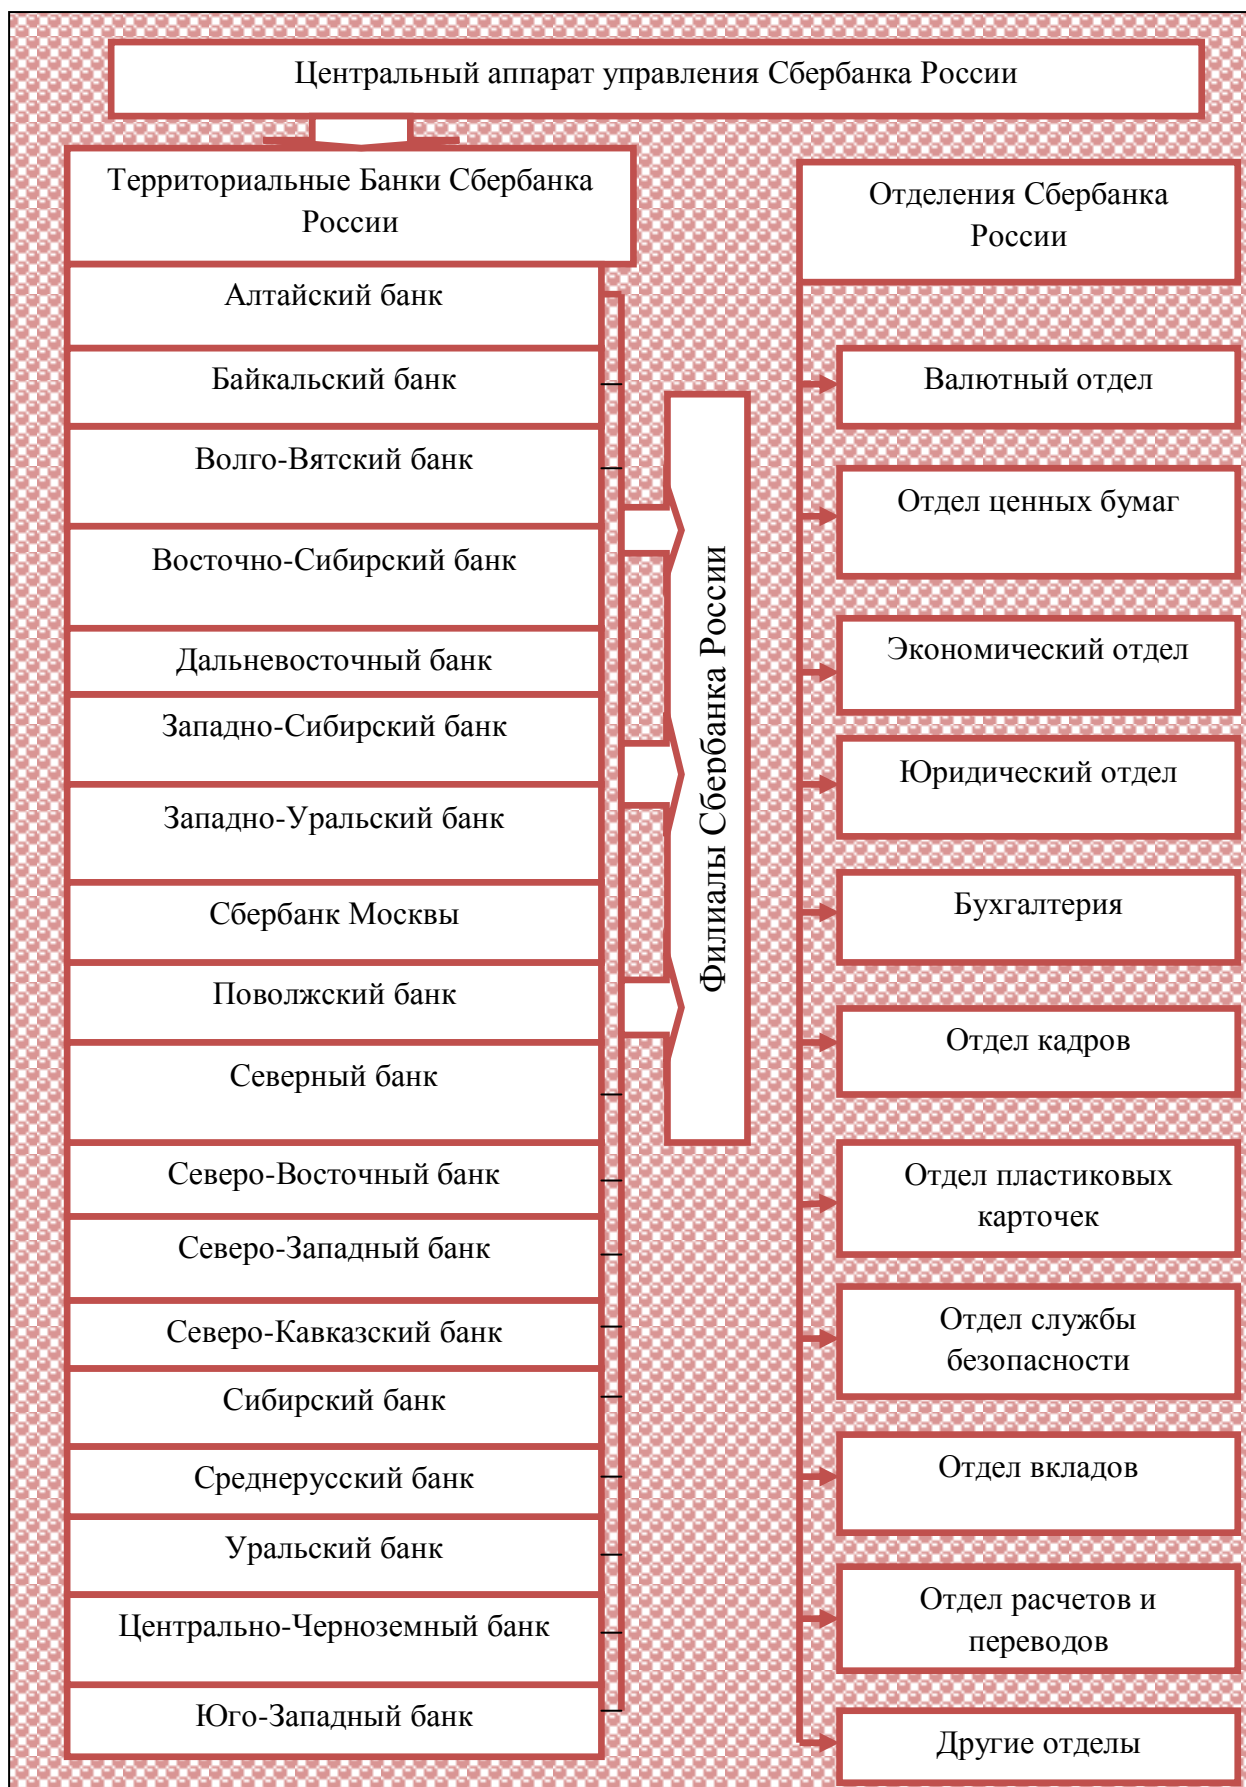 Центральный аппарат управления Сбербанка России
Территориальные Банки Сбербанка
России
Алтайский банк
Байкальский банк
Волго-Вятский банк
Восточно-Сибирский банк
Дальневосточный банк
Западно-Сибирский банк
Западно-Уральский банк
Сбербанк Москвы
Поволжский банк
Северный банк
Северо-Восточный банк
Северо-Западный банк
Северо-Кавказский банк
Сибирский банк
Среднерусский банк
Уральский банк
Центрально-Черноземный банк
Юго-Западный банк
Филиалы Сбербанка России
Отделения Сбербанка
России
Валютный отдел
Отдел ценных бумаг
Экономический отдел
Юридический отдел
Бухгалтерия
Отдел кадров
Отдел пластиковых
карточек
Отдел службы
безопасности
Отдел вкладов
Отдел расчетов и
переводов
Другие отделы